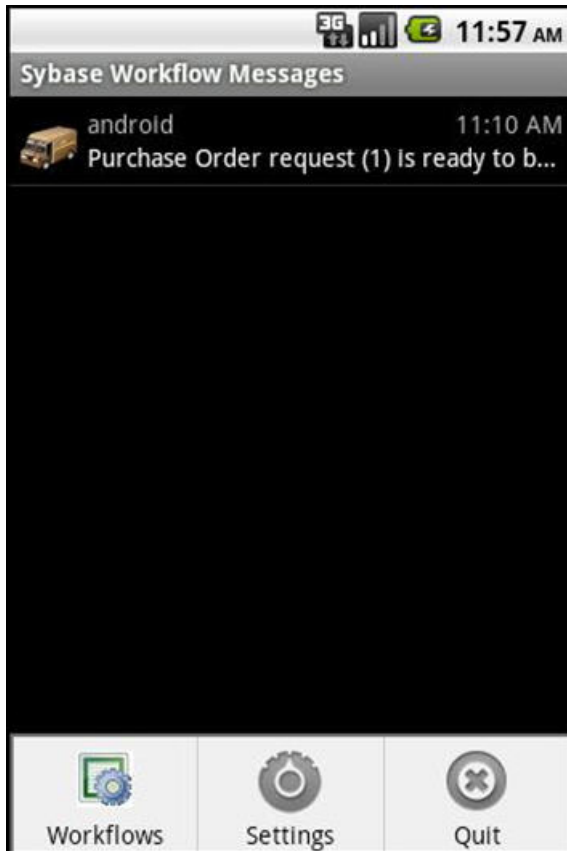 3G 11:57 AM
Sybase Workflow Messages
android 11:10 AM
Purchase Order request (1) is ready to b...
Workflows Settings Quit